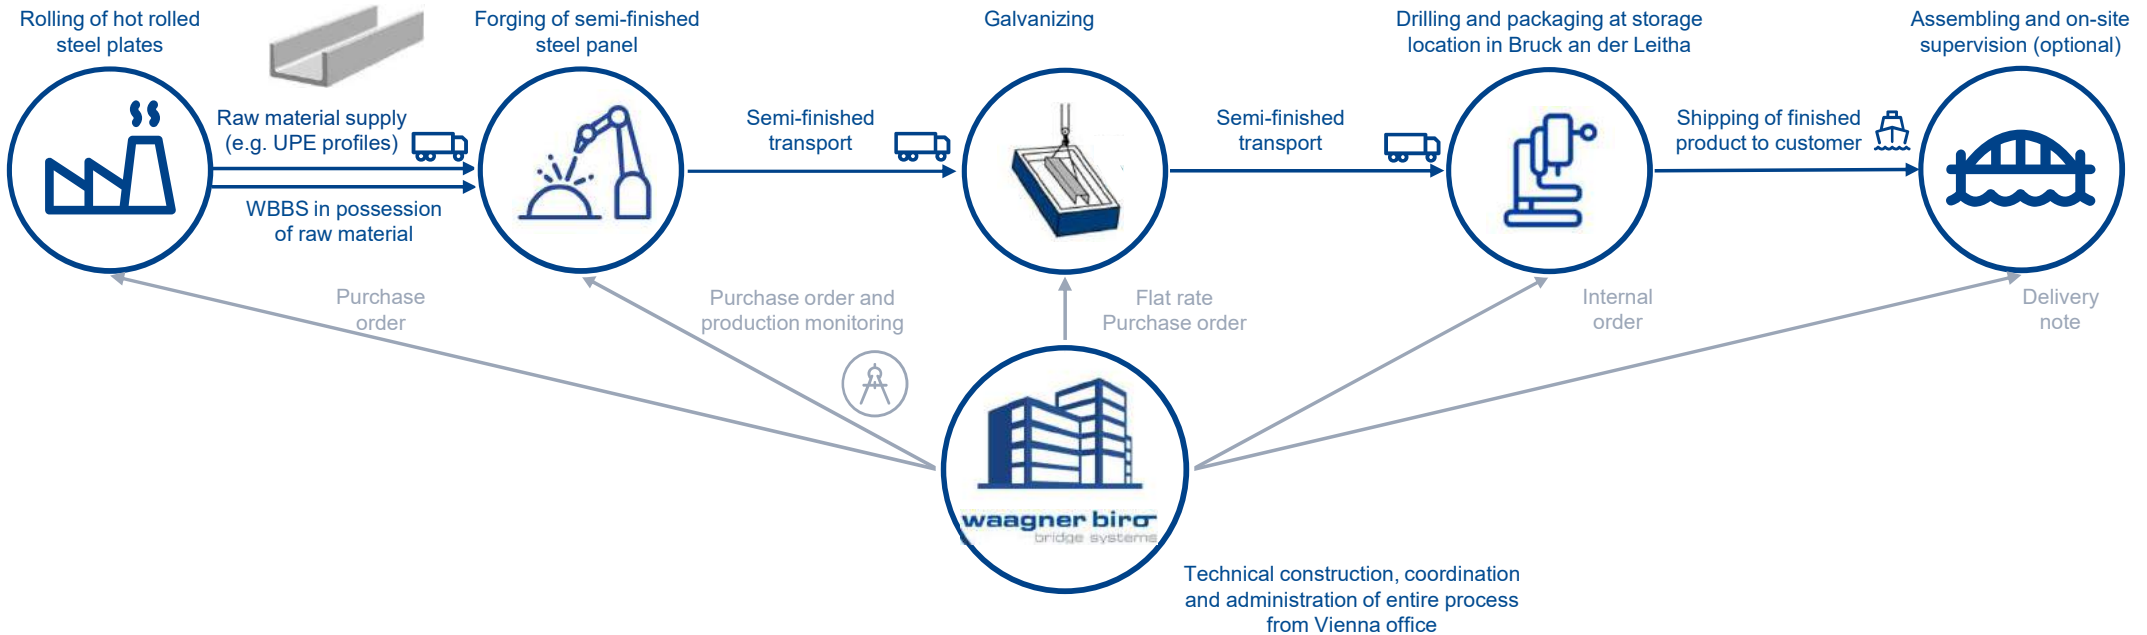 Rolling of hot rolled
steel plates
Forging of semi-finished
steel panel
Galvanizing
Drilling and packaging at storage
location in Bruck an der Leitha
Assembling and on-site
supervision (optional)
Raw material supply
(e.g. UPE profiles)
WBBS in possession
of raw material
Semi-finished
transport
Semi-finished
transport
Shipping of finished
product to customer
Purchase
order
Purchase order and
production monitoring
Flat rate
Purchase order
Internal
order
Delivery
note
waagner biro
bridge systems
Technical construction, coordination
and administration of entire process
from Vienna office